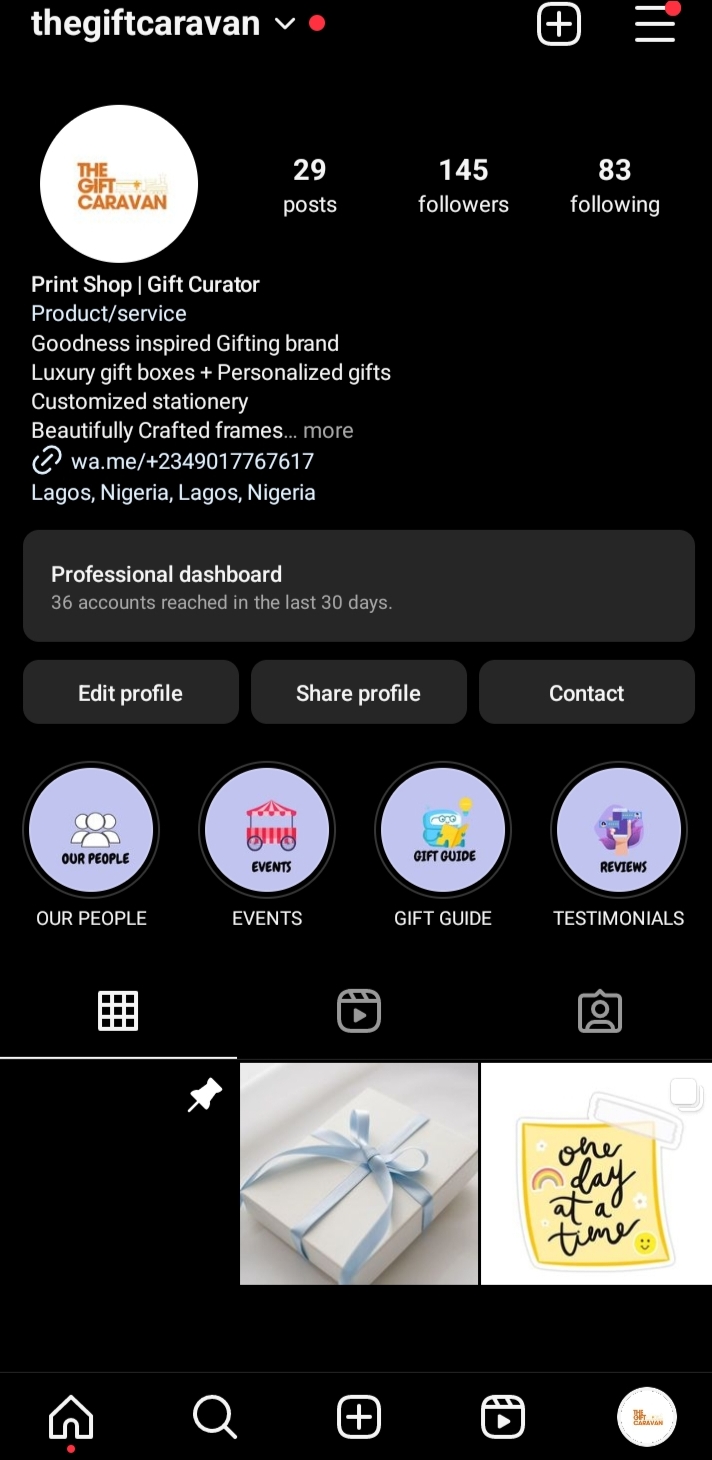 thegiftcaravan
THE
GIFT
CARAVAN
29
posts
145
followers
83
following
Print Shop | Gift Curator
Product/service
Goodness inspired Gifting brand
Luxury gift boxes + Personalized gifts
Customized stationery
Beautifully Crafted frames... more
wa.me/+2349017767617
Lagos, Nigeria, Lagos, Nigeria
Professional dashboard
36 accounts reached in the last 30 days.
Edit profile
Share profile
Contact
OUR PEOPLE
EVENTS
GIFT GUIDE
REVIEWS
OUR PEOPLE
EVENTS
GIFT GUIDE
TESTIMONIALS
one
day
at a
time
THE
GIFT
CARAVAN